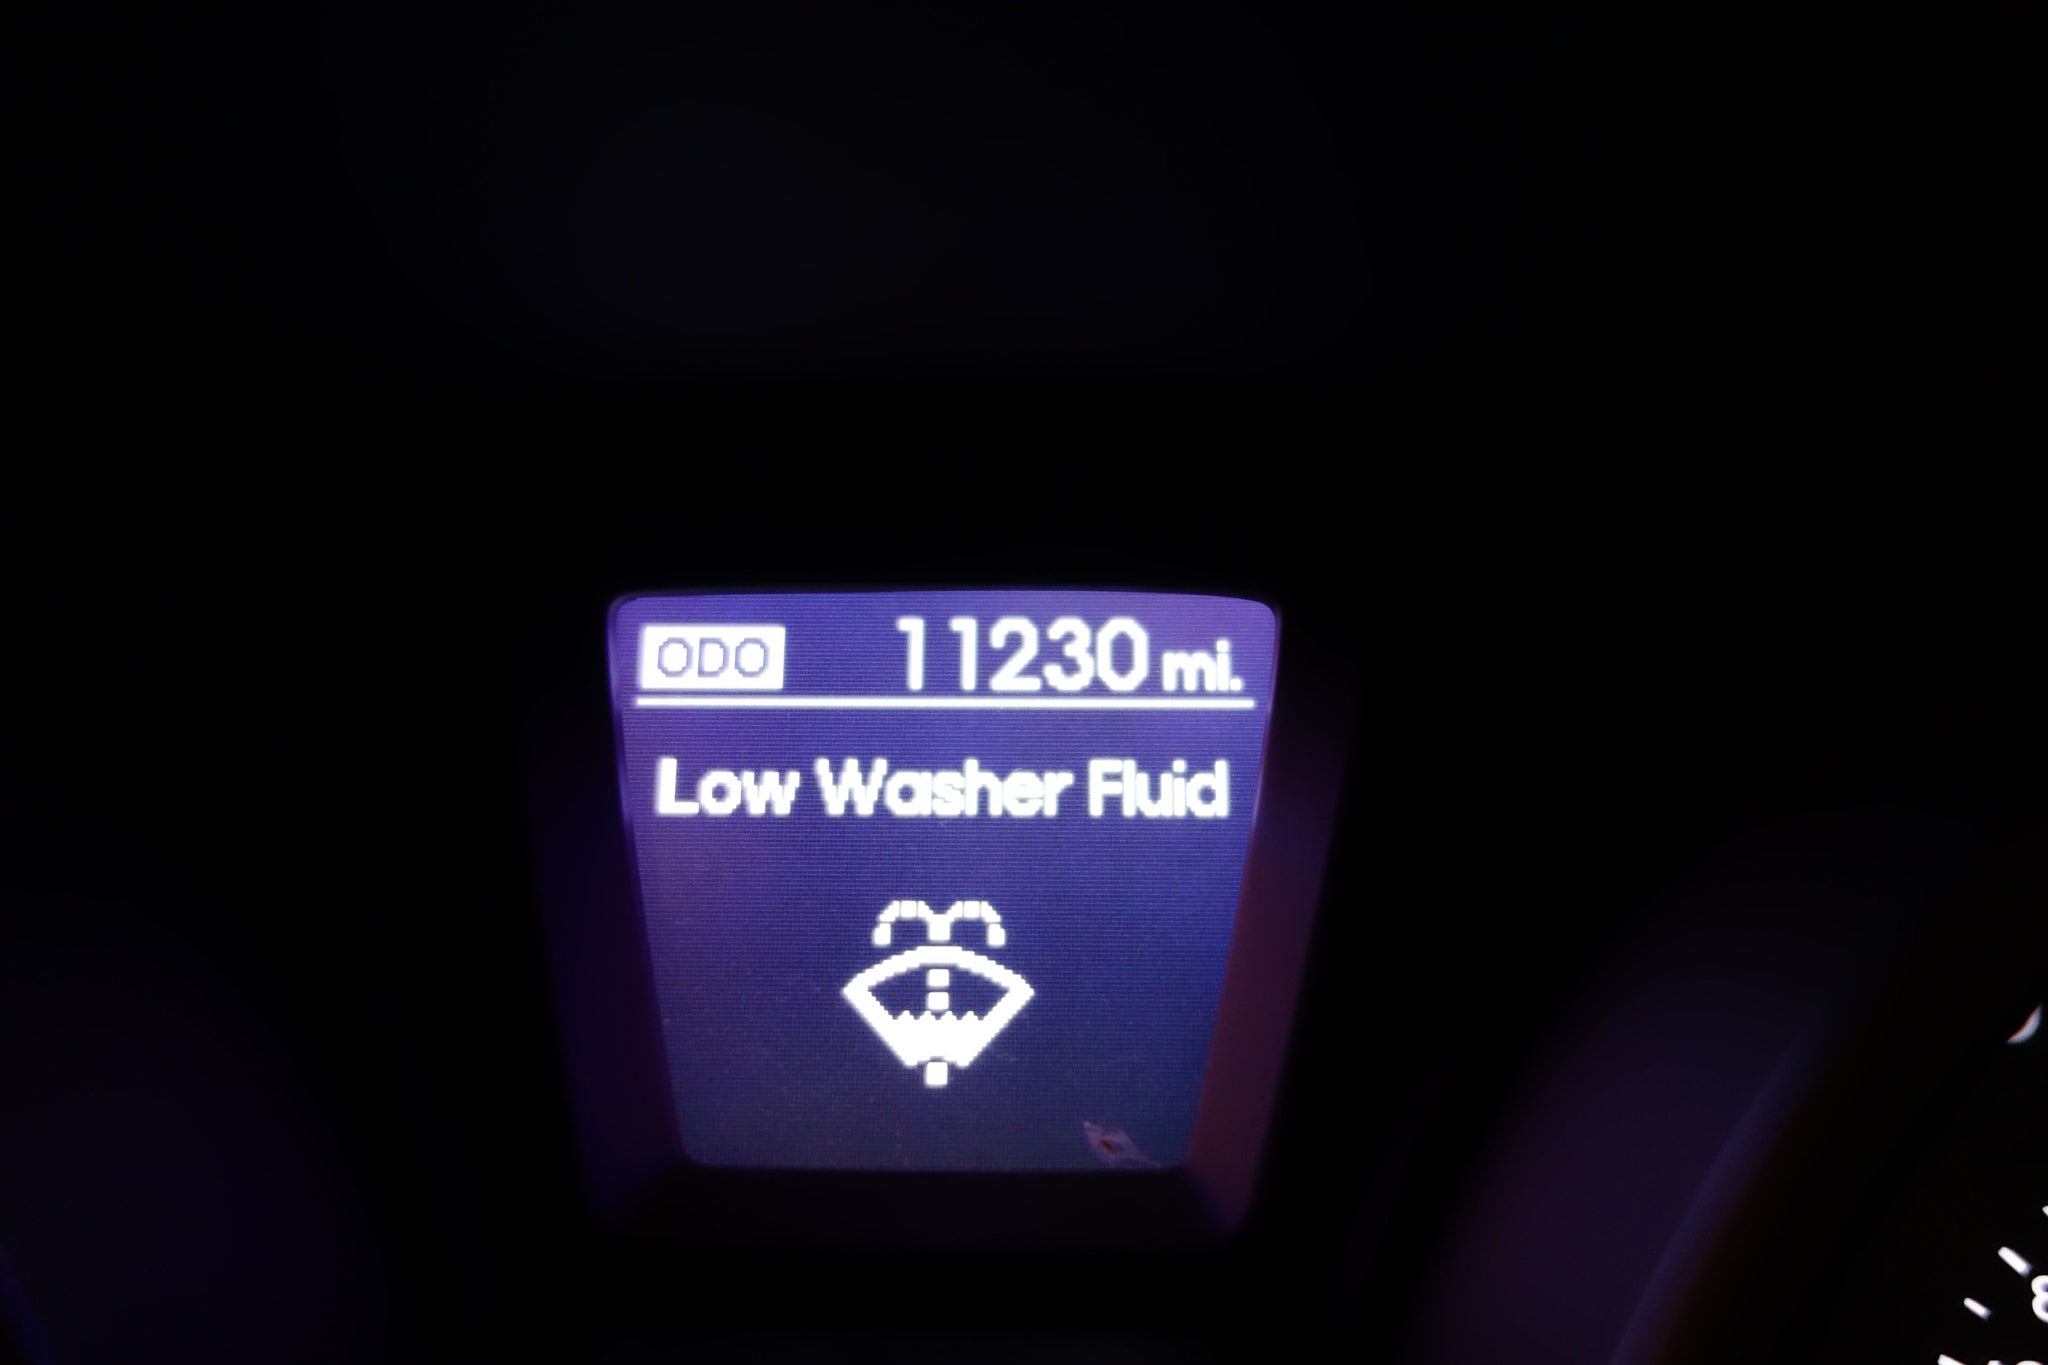 ODO 11230 mi.
Low Washer Fluid